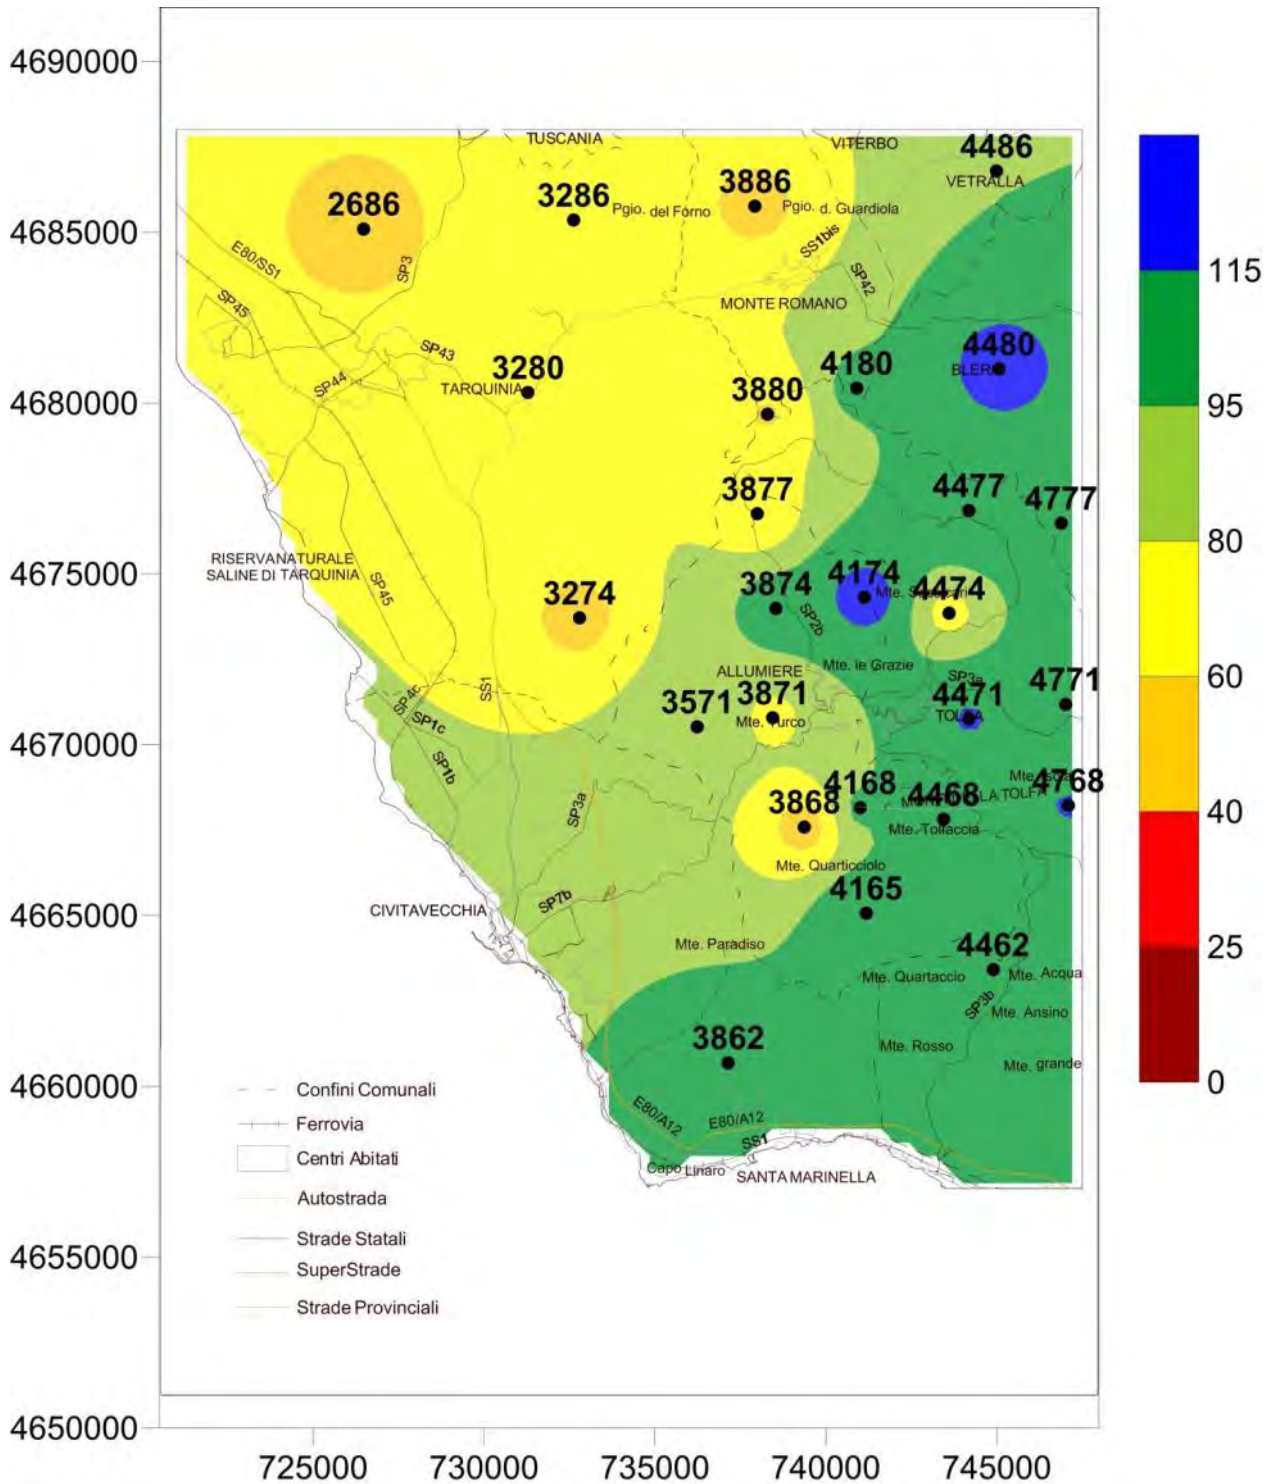 4690000
TUSCANIA
VITERBO
4486
VETRALLA
2686
3286
Pgio. del Forno
3886
Pgio. d. Guardiola
4685000
E80/SS1
SP3
SS1bis
SP42
115
SP45
MONTE ROMANO
SP43
4480
4180
SP44
3280
TARQUINIA
3880
4680000
95
3877
4477
4777
80
RISERVANATURALE
SALINE DI TARQUINIA
4675000
SP45
3274
3874
4174
4474
SP2b
Mte. le Grazie
ALLUMIERE
SP3a
60
4771
SS1
SP4c
SP1c
3571
3871
Mte. Turco
4471
TOLFA
4670000
SP1b
SP3a
4168
4468
4768
LA TOLFA
3868
Mte. Tolfaccia
40
Mte. Quarticciolo
SP7b
4165
4665000
CIVITAVECCHIA
Mte. Paradiso
4462
Mte. Quartaccio
Mte. Acqua
25
SP3b
Mte. Ansino
3862
Mte. Rosso
Mte. grande
4660000
0
E80/A12
E80/A12
SS1
Capo Linaro
SANTA MARINELLA
Confini Comunali
Ferrovia
Centri Abitati
Autostrada
Strade Statali
SuperStrade
Strade Provinciali
4655000
4650000
725000
730000
735000
740000
745000